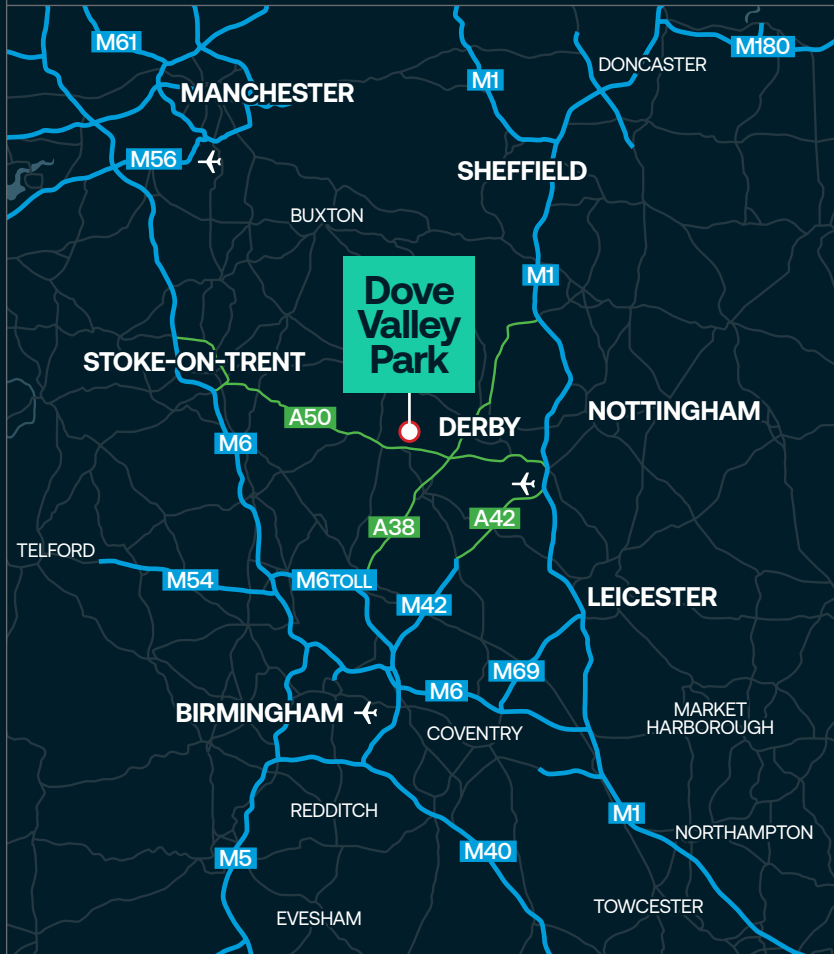 M61
M180
DONCASTER
M1
MANCHESTER
M56
SHEFFIELD
BUXTON
M1
Dove
Valley
Park
STOKE-ON-TRENT
A50
DERBY
NOTTINGHAM
M6
A38
A42
TELFORD
M54
M6TOLL
M42
LEICESTER
M69
M6
BIRMINGHAM
COVENTRY
MARKET
HARBOROUGH
REDDITCH
M1
NORTHAMPTON
M5
M40
EVESHAM
TOWCESTER